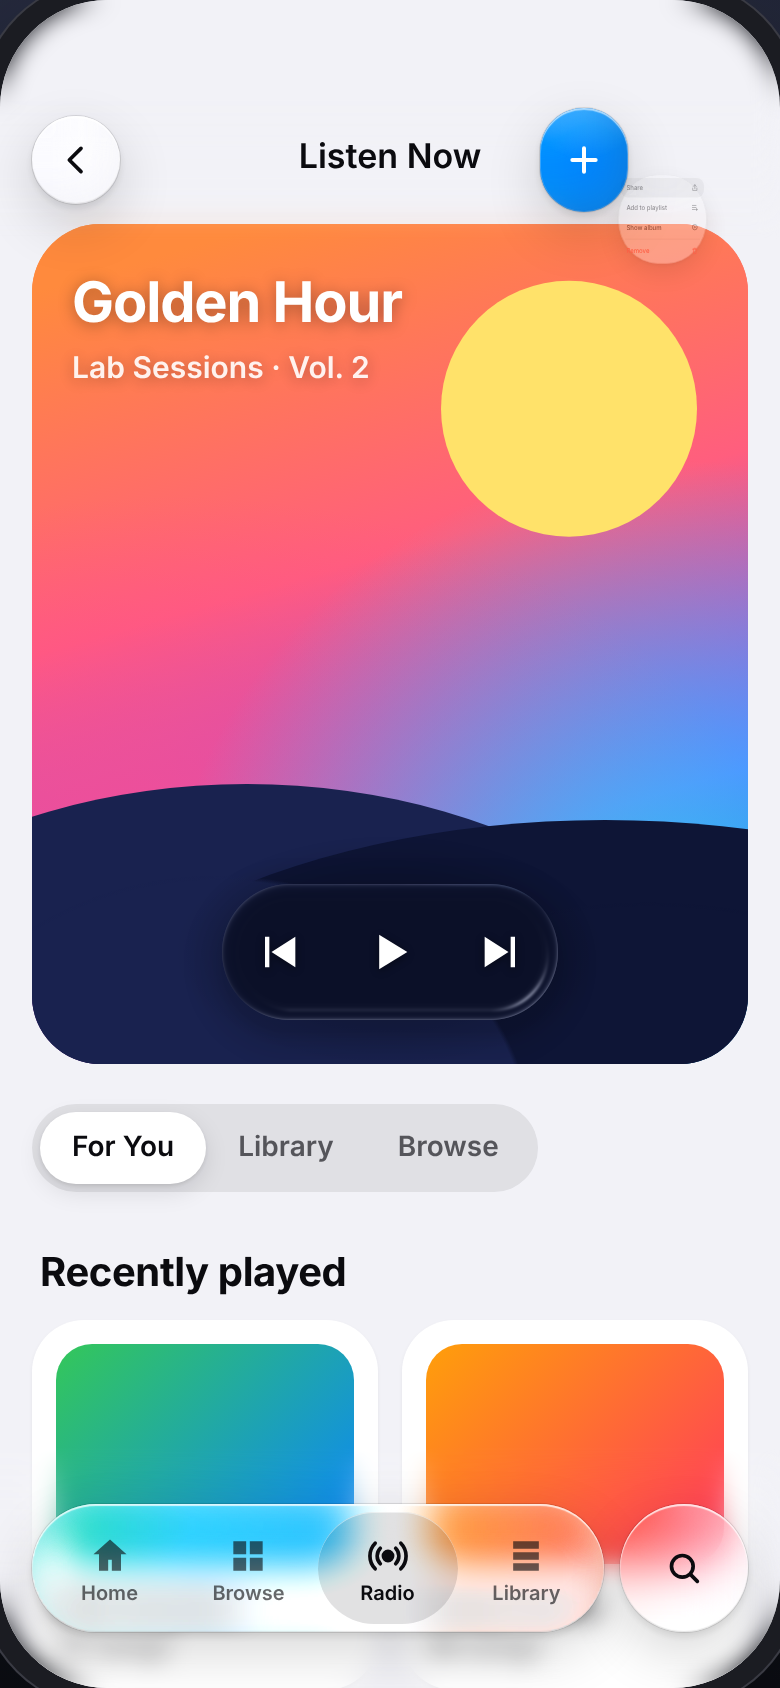 Listen Now
Share
Add to playlist
Show album
Golden Hour
Lab Sessions · Vol. 2
For You
Library
Browse
Recently played
Home
Browse
Radio
Library